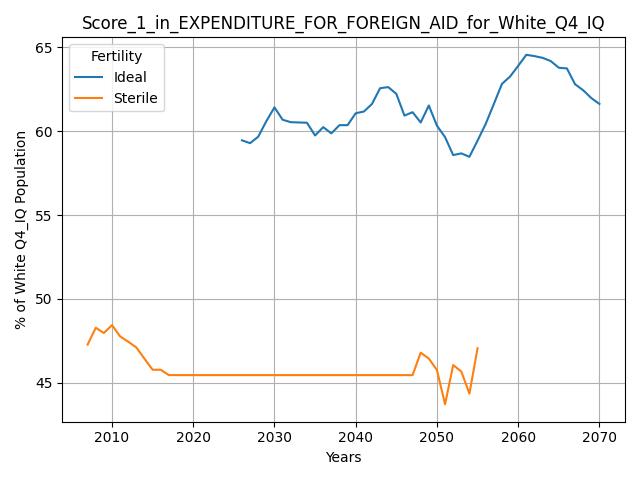 Score_1_in_EXPENDITURE_FOR_FOREIGN_AID_for_White_Q4_IQ
Fertility
Ideal
Sterile
65
60
55
50
45
% of White Q4_IQ Population
2010 2020 2030 2040 2050 2060 2070
Years